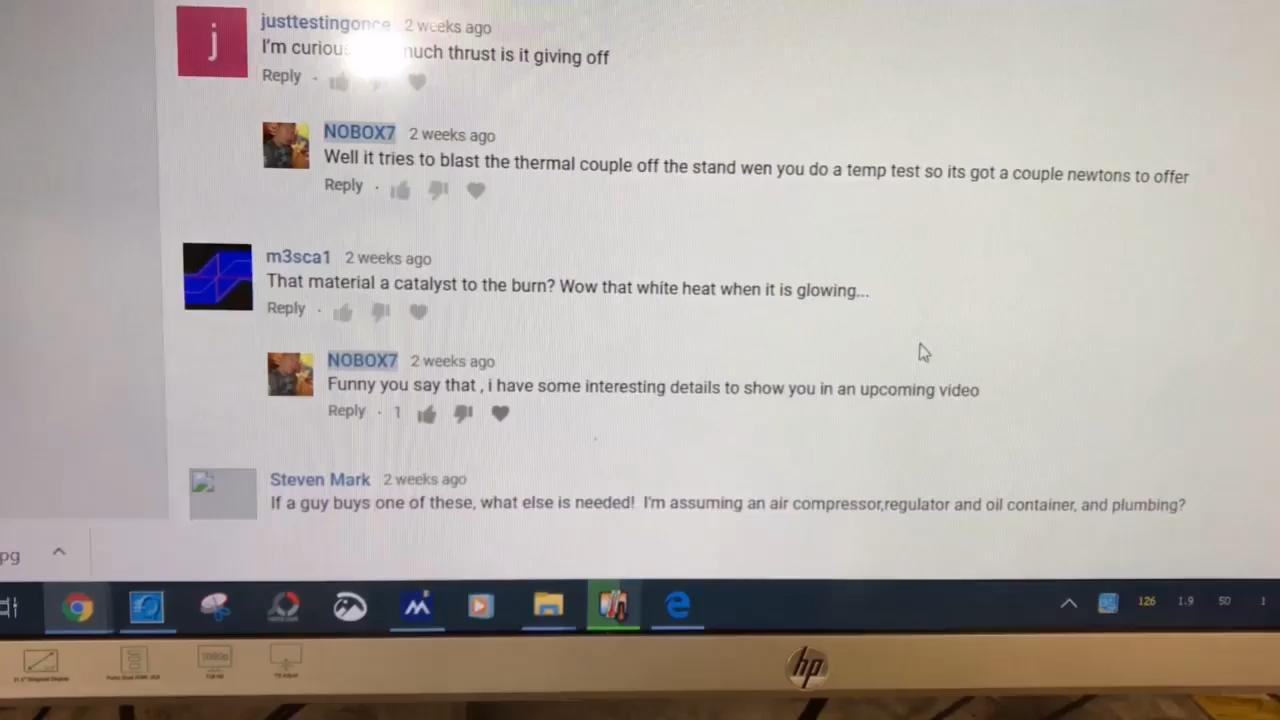 j
justtestingonce 2 weeks ago
I'm curious much thrust is it giving off
Reply
NOBOX7 2 weeks ago
Well it tries to blast the thermal couple off the stand wen you do a temp test so its got a couple newtons to offer
Reply
m3sca1 2 weeks ago
That material a catalyst to the burn? Wow that white heat when it is glowing...
Reply
NOBOX7 2 weeks ago
Funny you say that , i have some interesting details to show you in an upcoming video
Reply 1
Steven Mark 2 weeks ago
If a guy buys one of these, what else is needed! I'm assuming an air compressor,regulator and oil container, and plumbing?
pg
126 1.9 50 1
hp